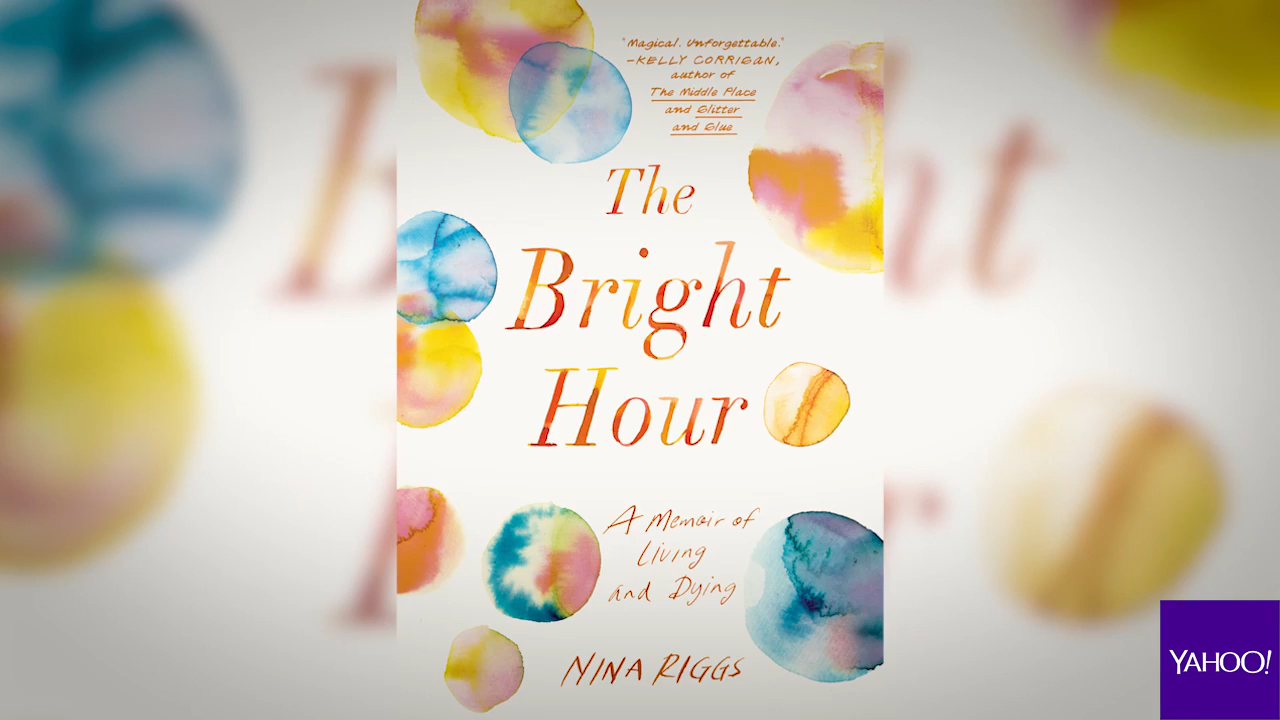 "Magical. Unforgettable."
-KELLY CORRIGAN,
author of
The Middle Place
and Glitter
and Glue
The
Bright
Hour
A Memoir of
Living
and Dying
NINA RIGGS
YAHOO!